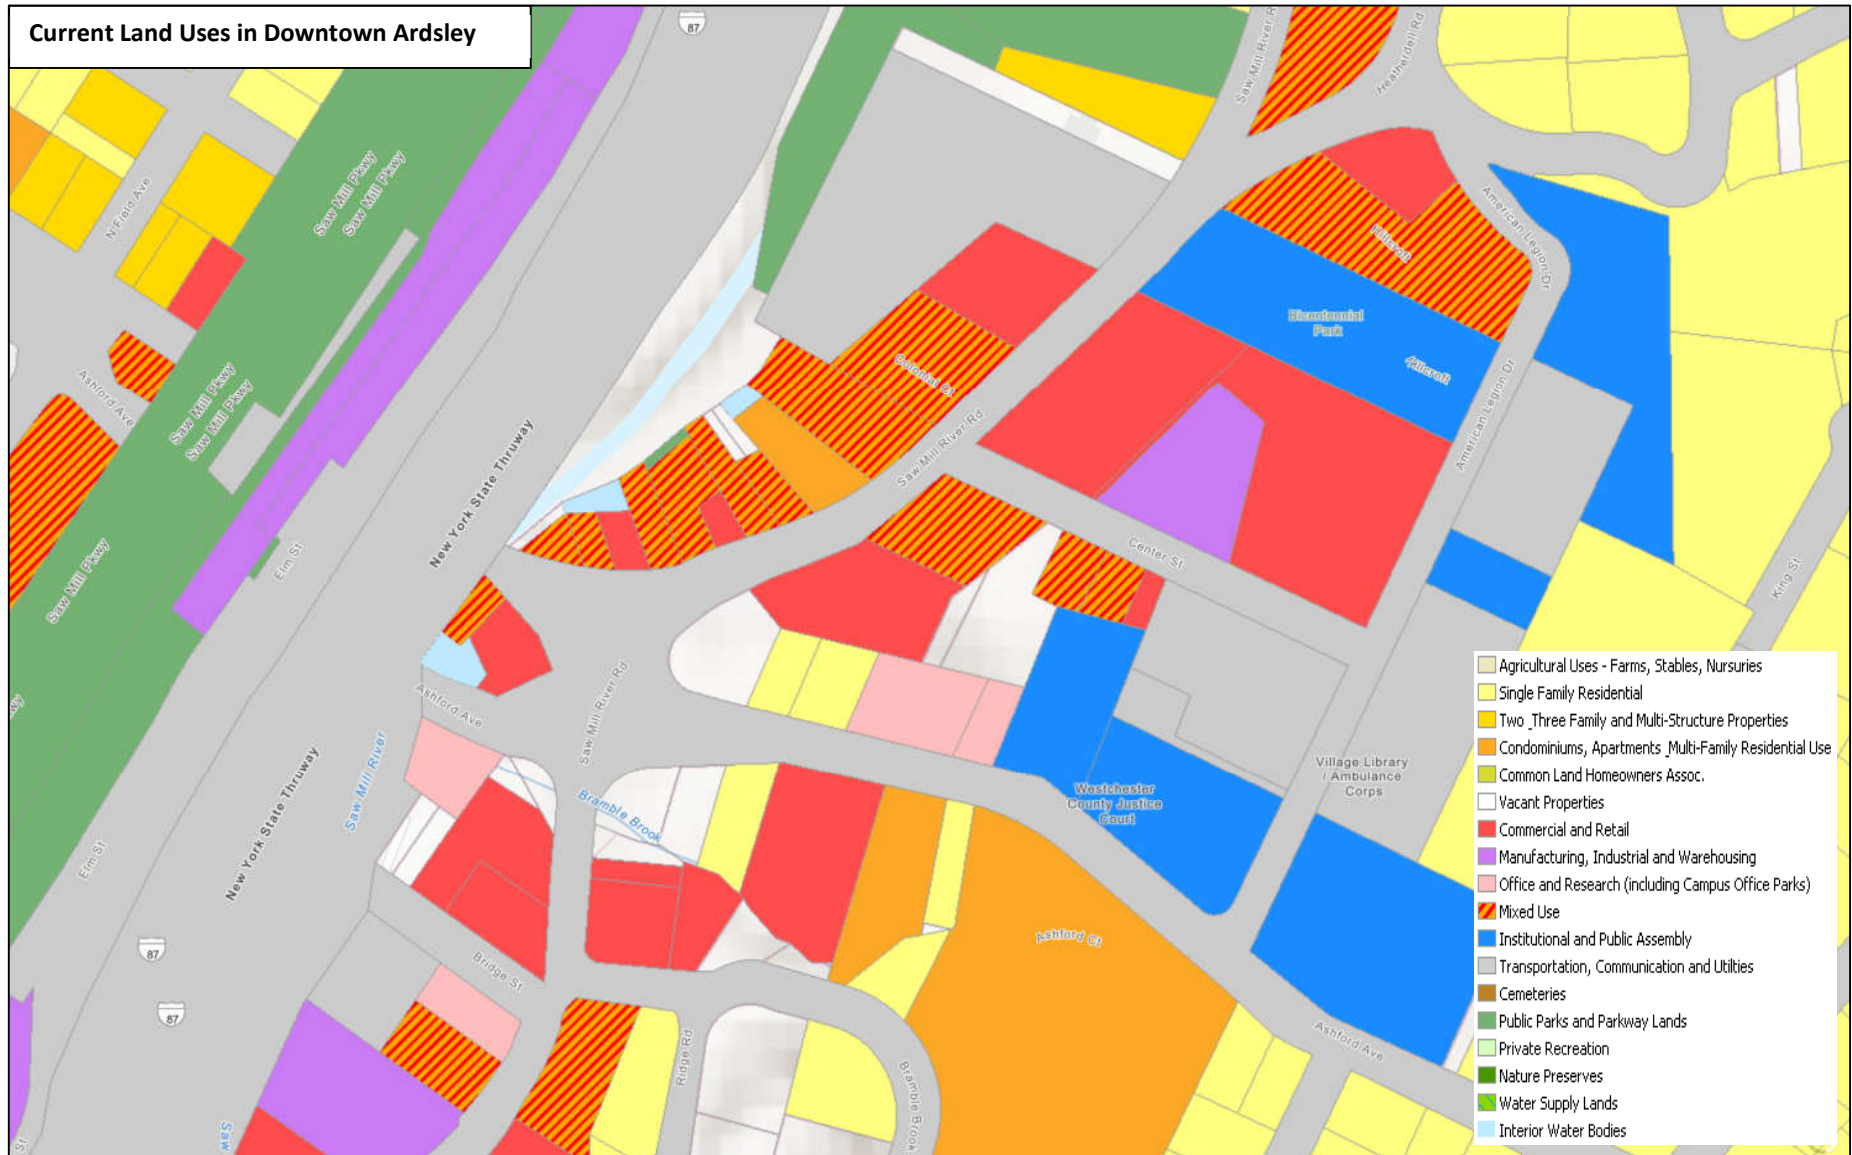 Current Land Uses in Downtown Ardsley
87
Saw Mill River R
Heatherdell Rd
Saw Mill Pkwy
Saw Mill Pkwy
N Field Ave
American Legion Dr
Hillcroft
Bicentennial
Park
Colonial Ct
Ashford Ave
Saw Mill Pkwy
Saw Mill Pkwy
New York State Thruway
Saw Mill River Rd
American Legion Dr
Center St
Elm St
Saw Mill Pkwy
King St
Saw Mill River Rd
Ashford Ave
Saw Mill River
New York State Thruway
Bramble Brook
Westchester
County Justice
Court
Village Library
/ Ambulance
Corps
Elm St
Ashford Ct
87
Bridge St
87
Ridge Rd
Bramble Brook
Ashford Ave
Saw
St
Agricultural Uses - Farms, Stables, Nursuries
Single Family Residential
Two _Three Family and Multi-Structure Properties
Condominiums, Apartments _Multi-Family Residential Use
Common Land Homeowners Assoc.
Vacant Properties
Commercial and Retail
Manufacturing, Industrial and Warehousing
Office and Research (including Campus Office Parks)
Mixed Use
Institutional and Public Assembly
Transportation, Communication and Utilties
Cemeteries
Public Parks and Parkway Lands
Private Recreation
Nature Preserves
Water Supply Lands
Interior Water Bodies